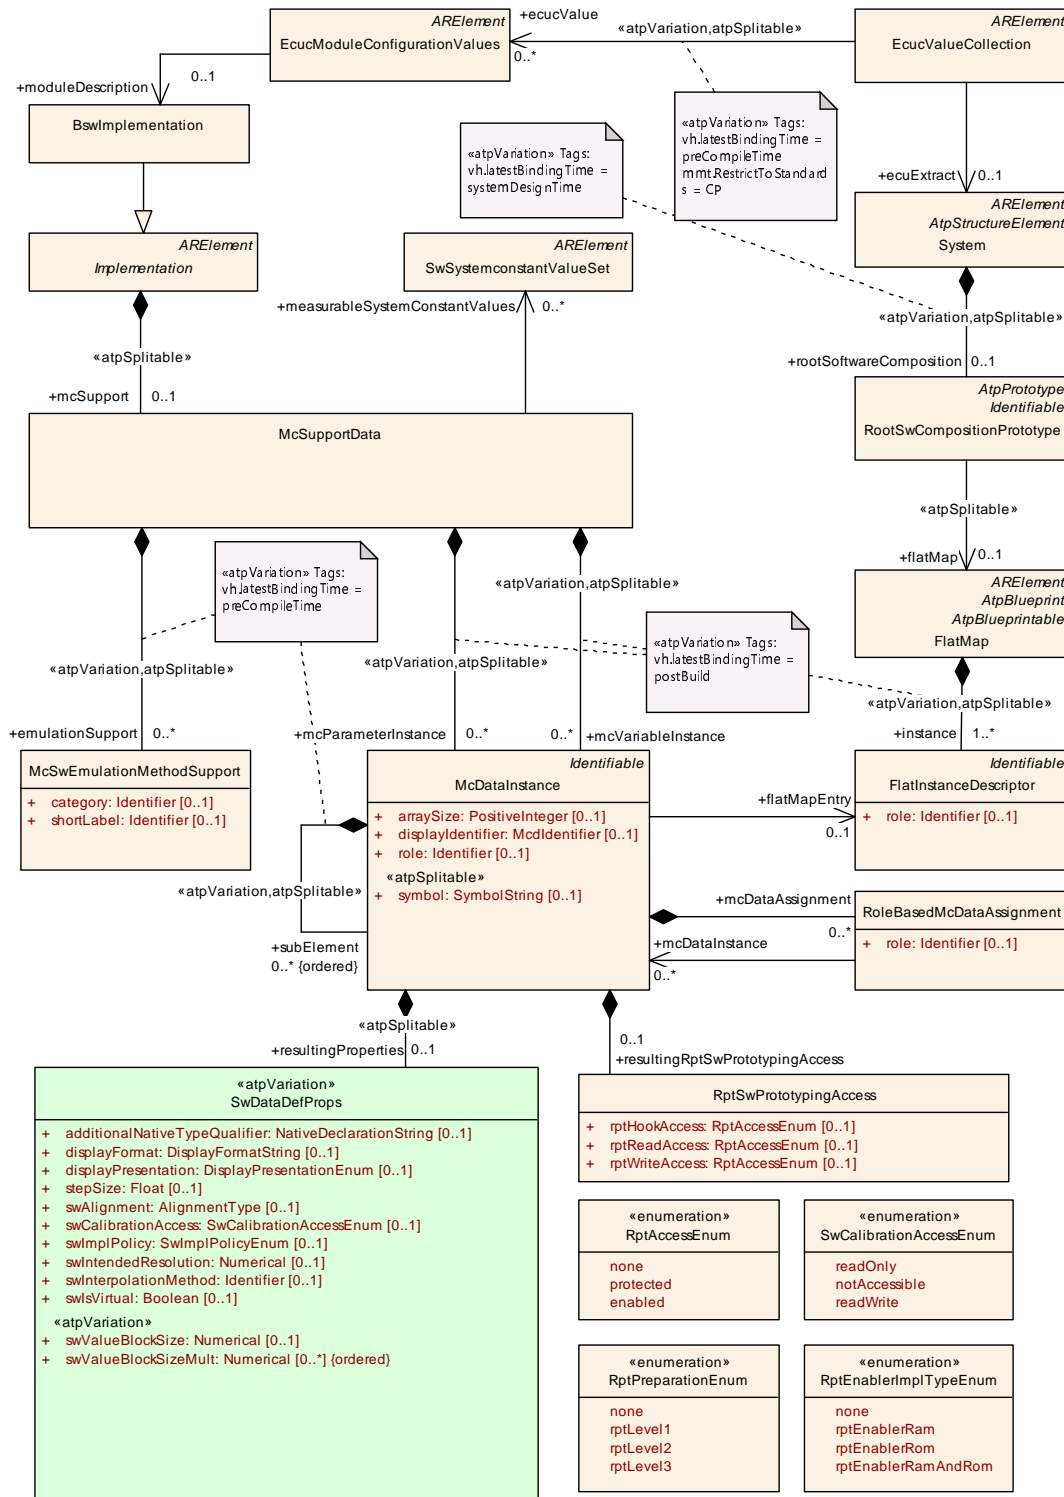 ARElement
EcucModuleConfigurationValues
+ecucValue
0..*
«atpVariation,atpSplitable»
ARElement
EcucValueCollection
+moduleDescription
0..1
BswImplementation
«atpVariation» Tags:
vh.latestBindingTime =
systemDesignTime
«atpVariation» Tags:
vh.latestBindingTime =
preCompileTime
mmt.RestrictToStandard
s = CP
+ecuExtract
0..1
ARElement
AtpStructureElement
System
ARElement
Implementation
ARElement
SwSystemconstantValueSet
+measurableSystemConstantValues
0..*
«atpVariation,atpSplitable»
«atpSplitable»
+mcSupport
0..1
+rootSoftwareComposition
0..1
AtpPrototype
Identifiable
RootSwCompositionPrototype
McSupportData
«atpSplitable»
+flatMap
0..1
«atpVariation» Tags:
vh.latestBindingTime =
preCompileTime
«atpVariation,atpSplitable»
ARElement
AtpBlueprint
AtpBlueprintable
FlatMap
«atpVariation» Tags:
vh.latestBindingTime =
postBuild
«atpVariation,atpSplitable»
«atpVariation,atpSplitable»
«atpVariation,atpSplitable»
+emulationSupport
0..*
+mcParameterInstance
0..*
0..*
+mcVariableInstance
+instance
1..*
McSwEmulationMethodSupport
+ category: Identifier [0..1]
+ shortLabel: Identifier [0..1]
Identifiable
McDataInstance
+ arraySize: PositiveInteger [0..1]
+ displayIdentifier: McdIdentifier [0..1]
+ role: Identifier [0..1]
«atpSplitable»
+ symbol: SymbolString [0..1]
+flatMapEntry
0..1
Identifiable
FlatInstanceDescriptor
+ role: Identifier [0..1]
«atpVariation,atpSplitable»
+subElement
0..* {ordered}
+mcDataAssignment
0..*
+mcDataInstance
0..*
RoleBasedMcDataAssignment
+ role: Identifier [0..1]
«atpSplitable»
+resultingProperties
0..1
0..1
+resultingRptSwPrototypingAccess
«atpVariation»
SwDataDefProps
+ additionalNativeTypeQualifier: NativeDeclarationString [0..1]
+ displayFormat: DisplayFormatString [0..1]
+ displayPresentation: DisplayPresentationEnum [0..1]
+ stepSize: Float [0..1]
+ swAlignment: AlignmentType [0..1]
+ swCalibrationAccess: SwCalibrationAccessEnum [0..1]
+ swImplPolicy: SwImplPolicyEnum [0..1]
+ swIntendedResolution: Numerical [0..1]
+ swInterpolationMethod: Identifier [0..1]
+ swIsVirtual: Boolean [0..1]
«atpVariation»
+ swValueBlockSize: Numerical [0..1]
+ swValueBlockSizeMult: Numerical [0..*] {ordered}
RptSwPrototypingAccess
+ rptHookAccess: RptAccessEnum [0..1]
+ rptReadAccess: RptAccessEnum [0..1]
+ rptWriteAccess: RptAccessEnum [0..1]
«enumeration»
RptAccessEnum
none
protected
enabled
«enumeration»
SwCalibrationAccessEnum
readOnly
notAccessible
readWrite
«enumeration»
RptPreparationEnum
none
rptLevel1
rptLevel2
rptLevel3
«enumeration»
RptEnablerImplTypeEnum
none
rptEnablerRam
rptEnablerRom
rptEnablerRamAndRom